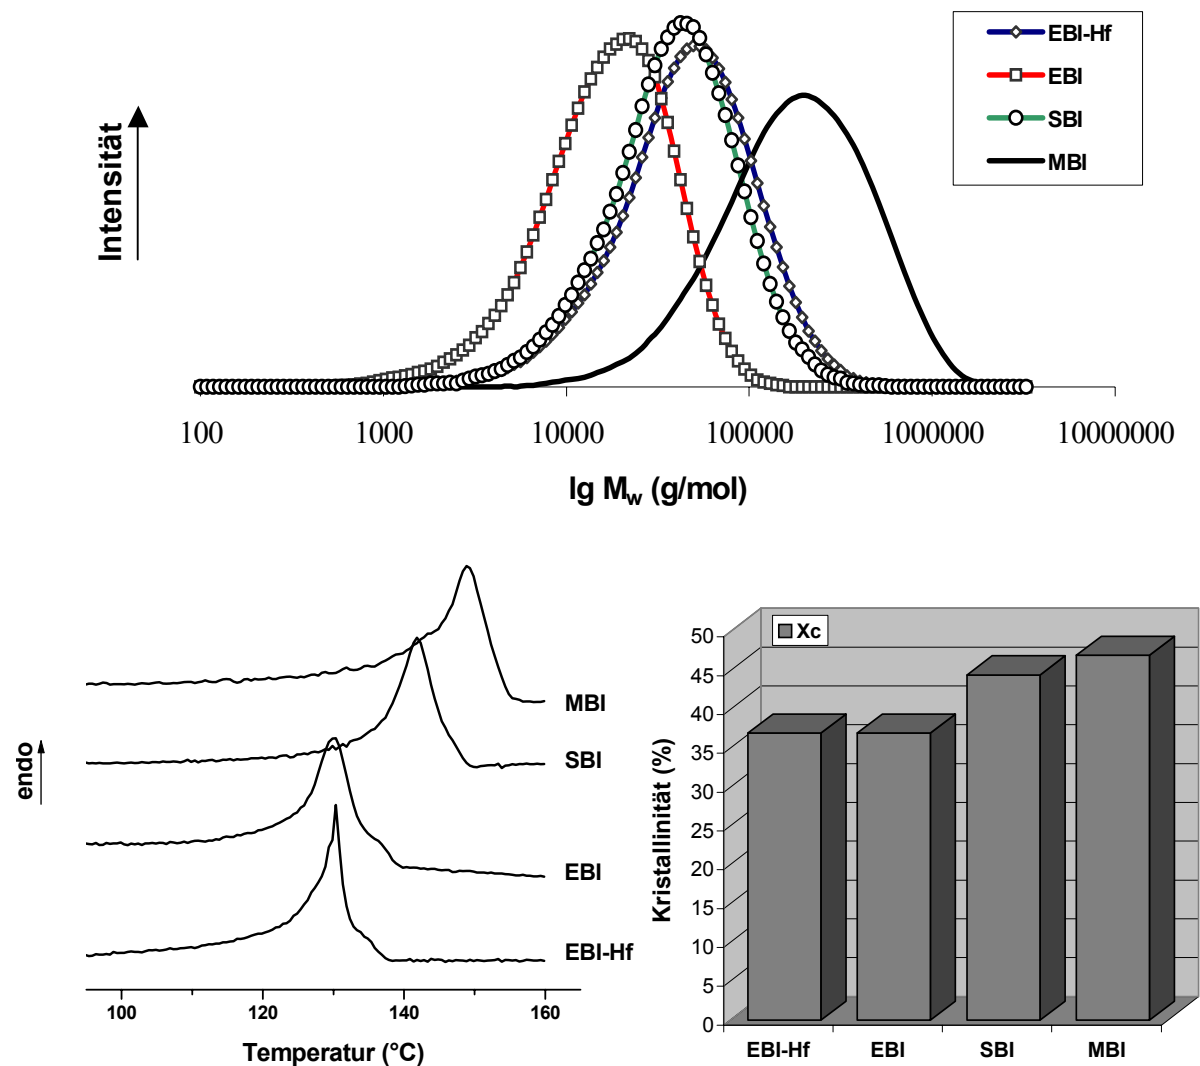 EBI-Hf
EBI
SBI
MBI
Intensität
100 1000 10000 100000 1000000 10000000
lg Mw (g/mol)
MBI
SBI
EBI
EBI-Hf
endo
100 120 140 160
Temperatur (°C)
Xc
50
45
40
35
30
25
20
15
10
5
0
Kristallinität (%)
EBI-Hf EBI SBI MBI